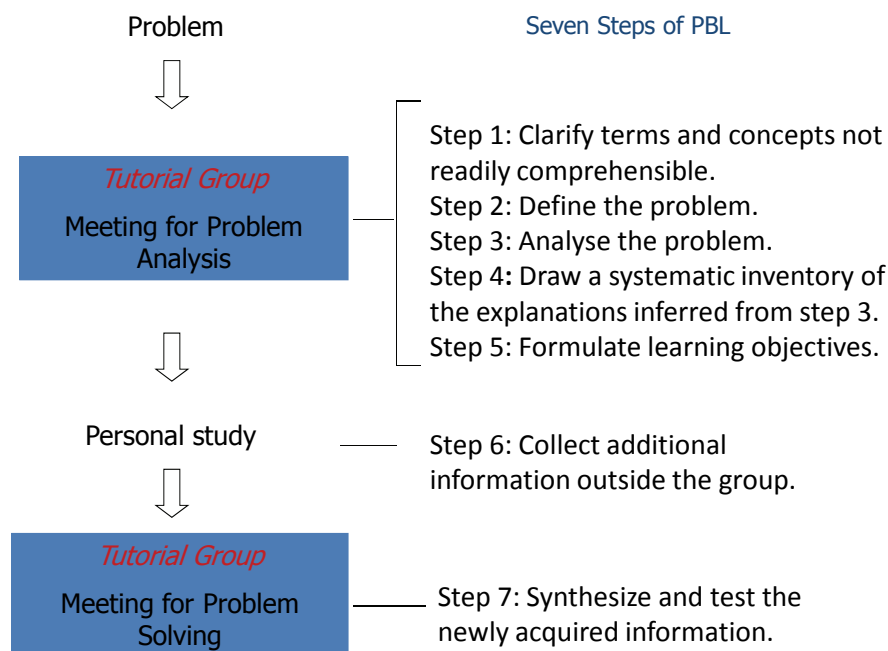 Problem
Seven Steps of PBL
Tutorial Group
Meeting for Problem
Analysis
Step 1: Clarify terms and concepts not
readily comprehensible.
Step 2: Define the problem.
Step 3: Analyse the problem.
Step 4: Draw a systematic inventory of
the explanations inferred from step 3.
Step 5: Formulate learning objectives.
Personal study
Step 6: Collect additional
information outside the group.
Tutorial Group
Meeting for Problem
Solving
Step 7: Synthesize and test the
newly acquired information.